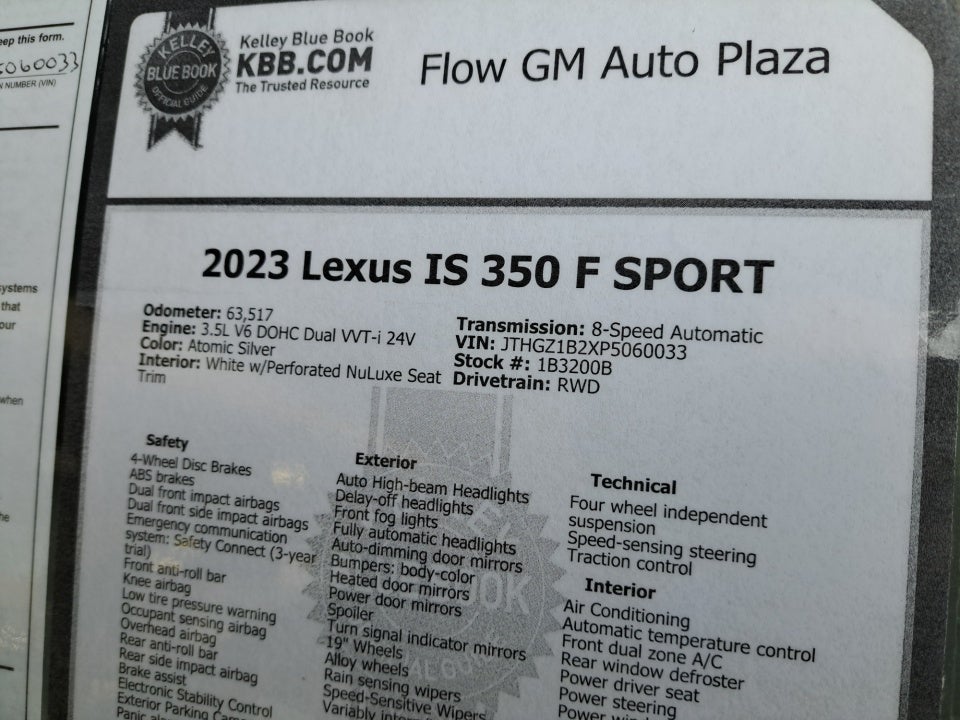 eep this form.
5060033
N NUMBER (VIN)
ystems
that
our
when
he
KELLEY
BLUE BOOK
OFFICIAL GUIDE
Kelley Blue Book
KBB.COM
The Trusted Resource
Flow GM Auto Plaza
2023 Lexus IS 350 F SPORT
Odometer: 63,517
Engine: 3.5L V6 DOHC Dual VVT-i 24V
Color: Atomic Silver
Interior: White w/Perforated NuLuxe Seat
Trim
Transmission: 8-Speed Automatic
VIN: JTHGZ1B2XP5060033
Stock #: 1B3200B
Drivetrain: RWD
Safety
4-Wheel Disc Brakes
ABS brakes
Dual front impact airbags
Dual front side impact airbags
Emergency communication
system: Safety Connect (3-year
trial)
Front anti-roll bar
Knee airbag
Low tire pressure warning
Occupant sensing airbag
Overhead airbag
Rear anti-roll bar
Rear side impact airbag
Brake assist
Electronic Stability Control
Exterior Parking
Exterior
Auto High-beam Headlights
Delay-off headlights
Front fog lights
Fully automatic headlights
Auto-dimming door mirrors
Bumpers: body-color
Heated door mirrors
Power door mirrors
Spoiler
Turn signal indicator mirrors
19" Wheels
Alloy wheels
Rain sensing wipers
Speed-Sensitive Wipers
Variably
Technical
Four wheel independent
suspension
Speed-sensing steering
Traction control
Interior
Air Conditioning
Automatic temperature control
Front dual zone A/C
Rear window defroster
Power driver seat
Power steering
Power